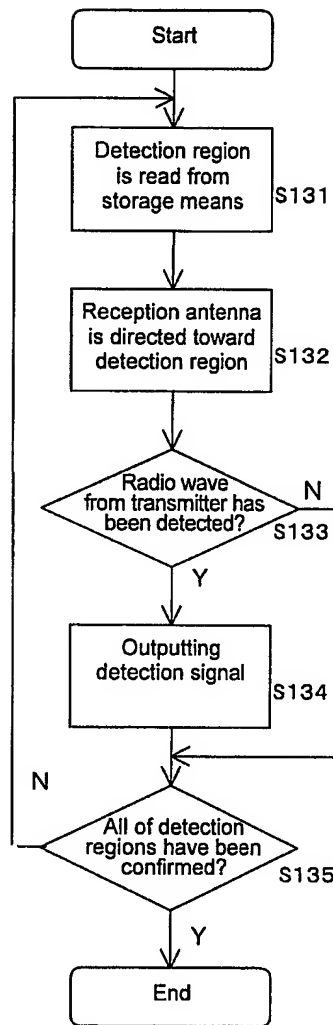 Start
Detection region
is read from
storage means
S131
Reception antenna
is directed toward
detection region
S132
Radio wave
from transmitter has
been detected?
N
S133
Y
Outputting
detection signal
S134
N
All of detection
regions have been
confirmed?
S135
Y
End